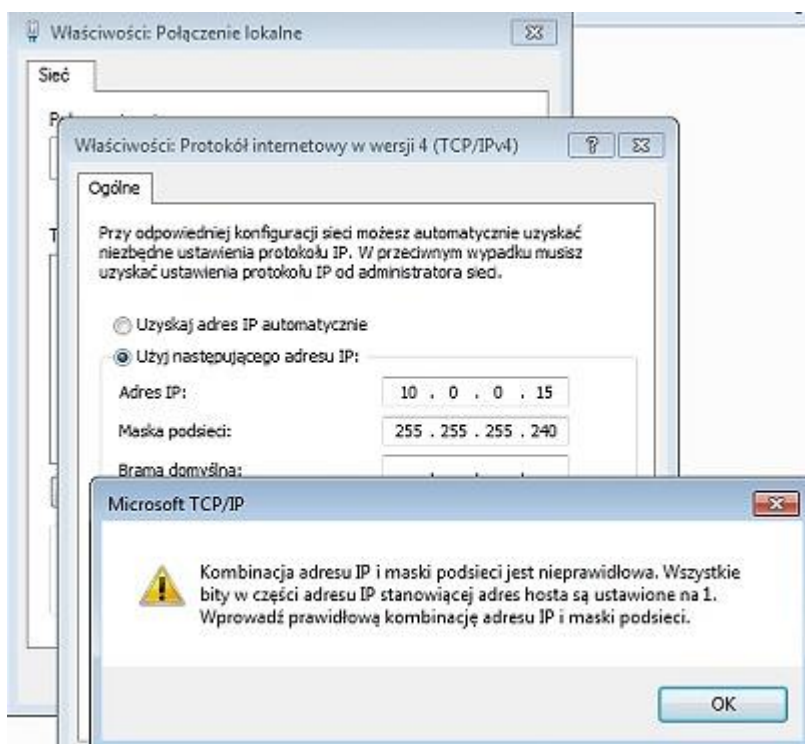 Właściwości: Połączenie lokalne
Sieć
Właściwości: Protokół internetowy w wersji 4 (TCP/IPv4)
Ogólne
Przy odpowiedniej konfiguracji sieci możesz automatycznie uzyskać
niezbędne ustawienia protokołu IP. W przeciwnym wypadku musisz
uzyskać ustawienia protokołu IP od administratora sieci.
Uzyskaj adres IP automatycznie
Użyj następującego adresu IP:
Adres IP: 10 . 0 . 0 . 15
Maska podsieci: 255 . 255 . 255 . 240
Brama domyślna:
Microsoft TCP/IP
Kombinacja adresu IP i maski podsieci jest nieprawidłowa. Wszystkie
bity w części adresu IP stanowiącej adres hosta są ustawione na 1.
Wprowadź prawidłową kombinację adresu IP i maski podsieci.
OK